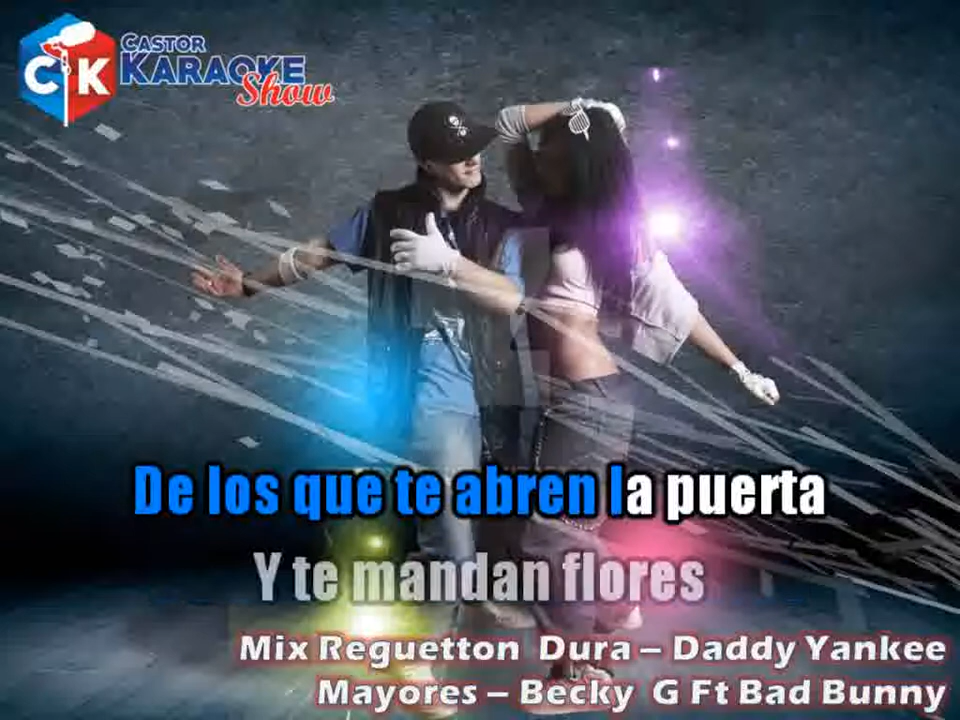 CK CASTOR
KARAOKE
Show
De los que te abren la puerta
Y te mandan flores
Mix Reguetton Dura – Daddy Yankee
Mayores – Becky G Ft Bad Bunny